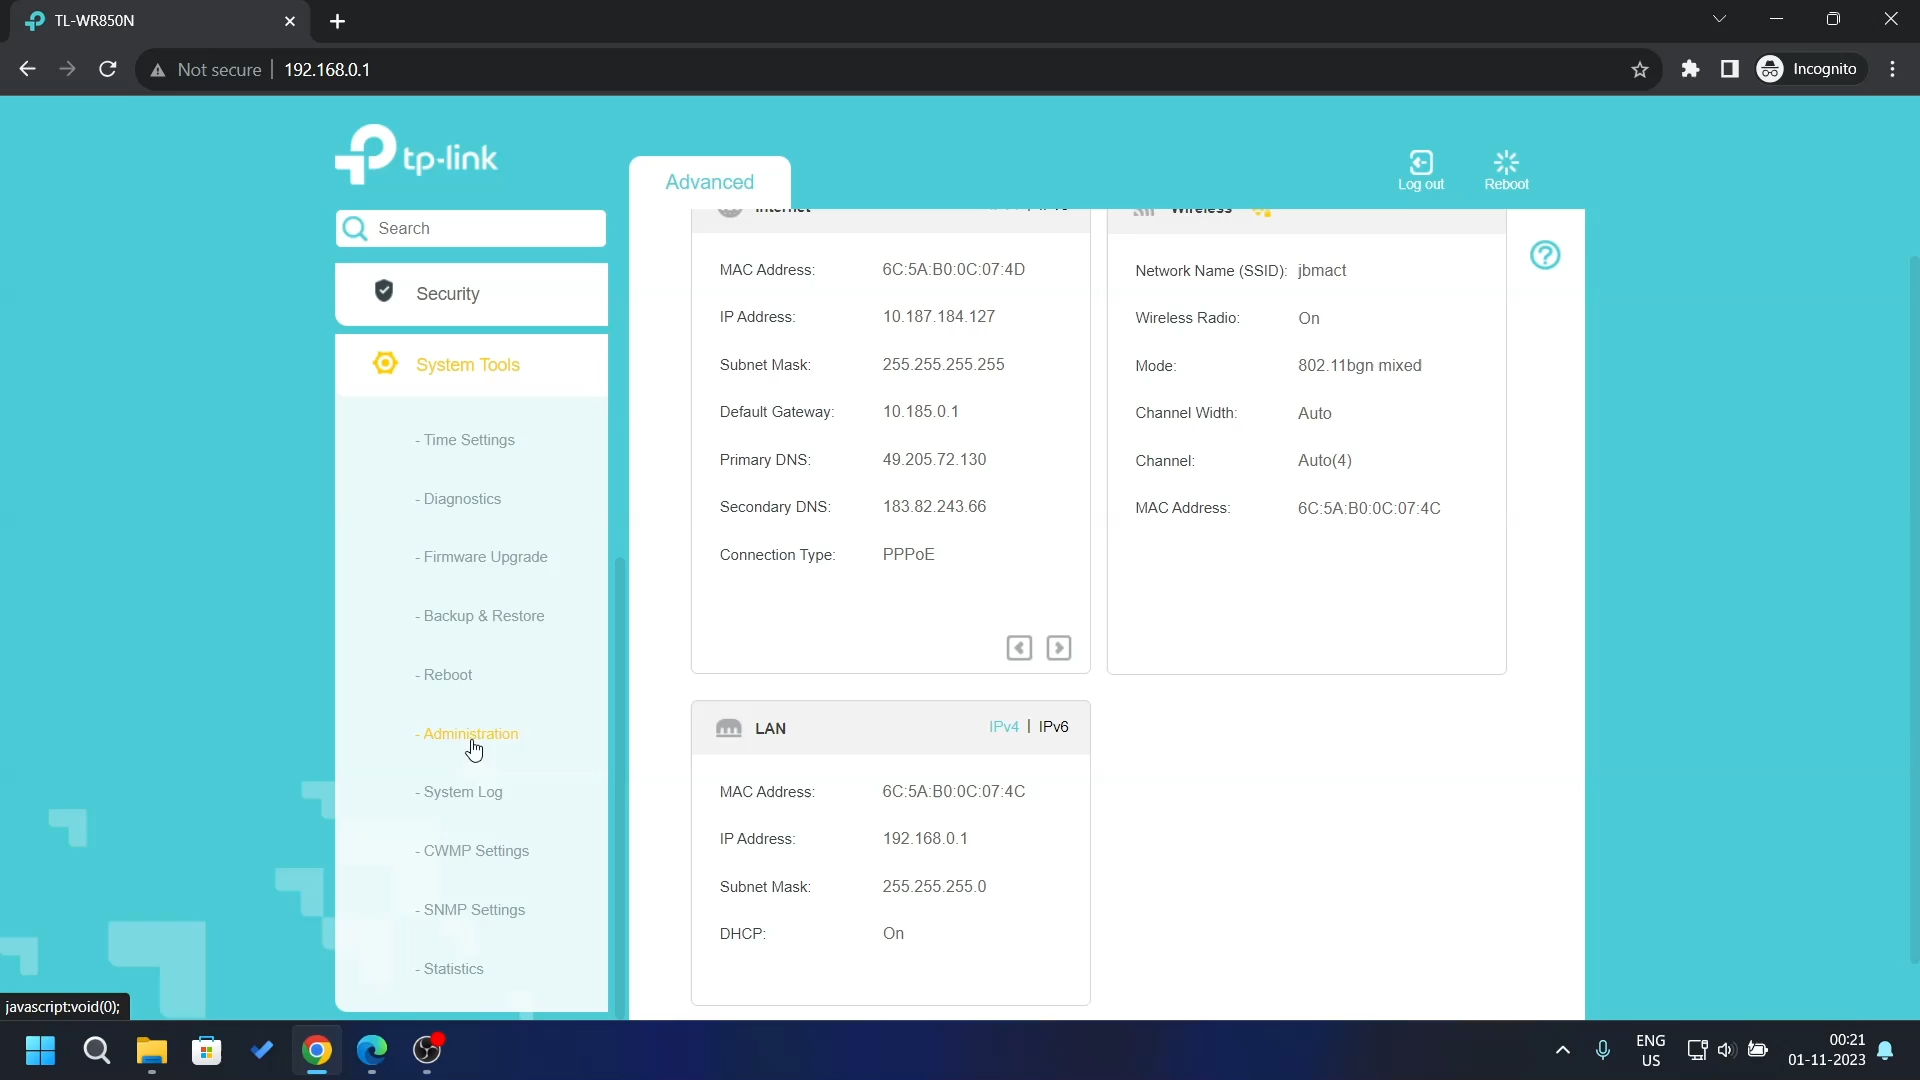 TL-WR850N
Not secure
192.168.0.1
Incognito
tp-link
Advanced
Log out
Reboot
Search
Security
System Tools
- Time Settings
- Diagnostics
- Firmware Upgrade
- Backup & Restore
- Reboot
- Administration
- System Log
- CWMP Settings
- SNMP Settings
- Statistics
Internet
MAC Address: 6C:5A:B0:0C:07:4D
IP Address: 10.187.184.127
Subnet Mask: 255.255.255.255
Default Gateway: 10.185.0.1
Primary DNS: 49.205.72.130
Secondary DNS: 183.82.243.66
Connection Type: PPPoE
Wireless
Network Name (SSID): jbmact
Wireless Radio: On
Mode: 802.11bgn mixed
Channel Width: Auto
Channel: Auto(4)
MAC Address: 6C:5A:B0:0C:07:4C
LAN
IPv4 | IPv6
MAC Address: 6C:5A:B0:0C:07:4C
IP Address: 192.168.0.1
Subnet Mask: 255.255.255.0
DHCP: On
javascript:void(0);
ENG
US
00:21
01-11-2023